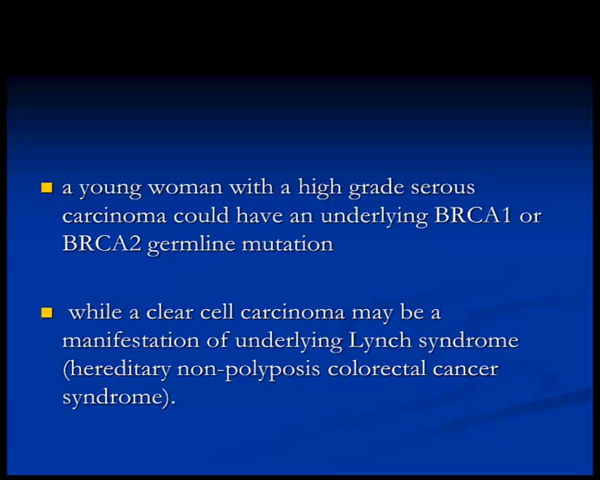 a young woman with a high grade serous
carcinoma could have an underlying BRCA1 or
BRCA2 germline mutation
while a clear cell carcinoma may be a
manifestation of underlying Lynch syndrome
(hereditary non-polyposis colorectal cancer
syndrome).